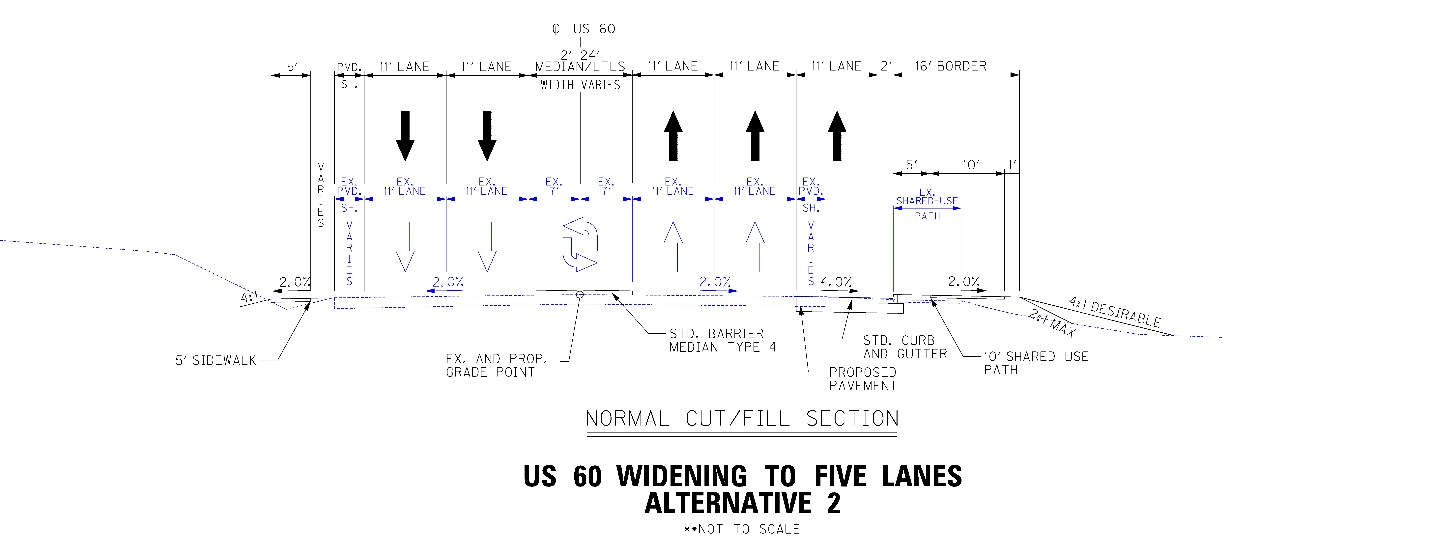 ℄ US 60
2' 24'
PVD. 11' LANE 11' LANE MEDIAN/LTLS 11' LANE 11' LANE 11' LANE 2' 16' BORDER
WIDTH VARIES
5' 10' 1'
EX. EX. EX. EX. EX. EX. EX. EX. EX.
PVD. 11' LANE 11' LANE 7' 7' 11' LANE 11' LANE PVD. SHARED-USE
SH. SH. PATH
VARIES
VARIES
VARIES
2.0% 2.0% 2.0% 4.0% 2.0%
4:1
4:1 DESIRABLE
2:1 MAX
5' SIDEWALK
EX. AND PROP.
GRADE POINT
STD. BARRIER
MEDIAN TYPE 4
STD. CURB
AND GUTTER
PROPOSED
PAVEMENT
10' SHARED USE
PATH
NORMAL CUT/FILL SECTION
US 60 WIDENING TO FIVE LANES
ALTERNATIVE 2
**NOT TO SCALE